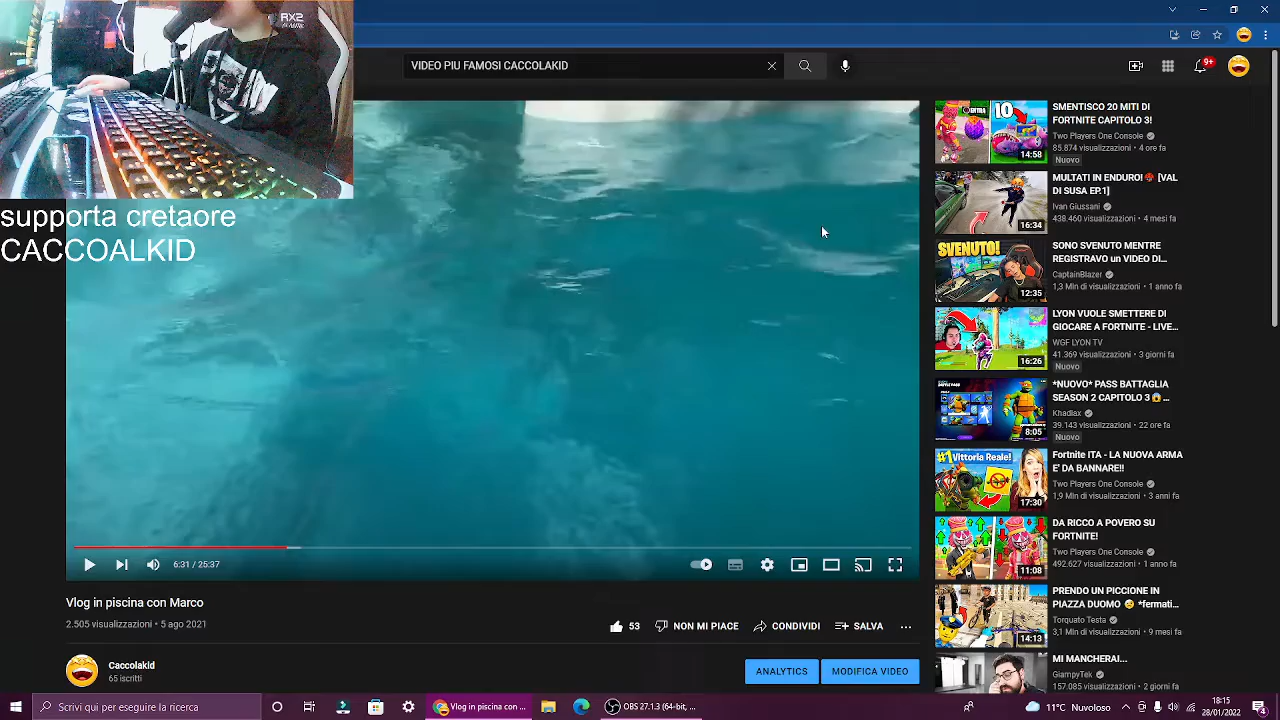 VIDEO PIU FAMOSI CACCOLAKID
9+
supporta cretaore
CACCOALKID
6:31 / 25:37
Vlog in piscina con Marco
2.505 visualizzazioni • 5 ago 2021
53
NON MI PIACE
CONDIVIDI
SALVA
Caccolakid
65 iscritti
ANALYTICS
MODIFICA VIDEO
14:58
SMENTISCO 20 MITI DI
FORTNITE CAPITOLO 3!
Two Players One Console
85.874 visualizzazioni • 4 ore fa
Nuovo
16:34
MULTATI IN ENDURO! [VAL
DI SUSA EP.1]
Ivan Giussani
438.460 visualizzazioni • 4 mesi fa
SVENUTO!
12:35
SONO SVENUTO MENTRE
REGISTRAVO un VIDEO DI...
CaptainBlazer
1,3 Mln di visualizzazioni • 1 anno fa
16:26
LYON VUOLE SMETTERE DI
GIOCARE A FORTNITE - LIVE...
WGF LYON TV
41.369 visualizzazioni • 3 giorni fa
Nuovo
8:05
*NUOVO* PASS BATTAGLIA
SEASON 2 CAPITOLO 3 ...
Khadiax
39.143 visualizzazioni • 22 ore fa
Nuovo
#1 Vittoria Reale!
17:30
Fortnite ITA - LA NUOVA ARMA
E' DA BANNARE!!
Two Players One Console
1,9 Mln di visualizzazioni • 3 anni fa
11:08
DA RICCO A POVERO SU
FORTNITE!
Two Players One Console
492.627 visualizzazioni • 1 anno fa
14:13
PRENDO UN PICCIONE IN
PIAZZA DUOMO *fermati...
Torquato Testa
3,1 Mln di visualizzazioni • 9 mesi fa
MI MANCHERAI...
GiampyTek
157.085 visualizzazioni • 2 giorni fa
Scrivi qui per eseguire la ricerca
Vlog in piscina con ...
OBS 27.1.3 (64-bit, ...
11°C Nuvoloso
18:15
28/01/2022